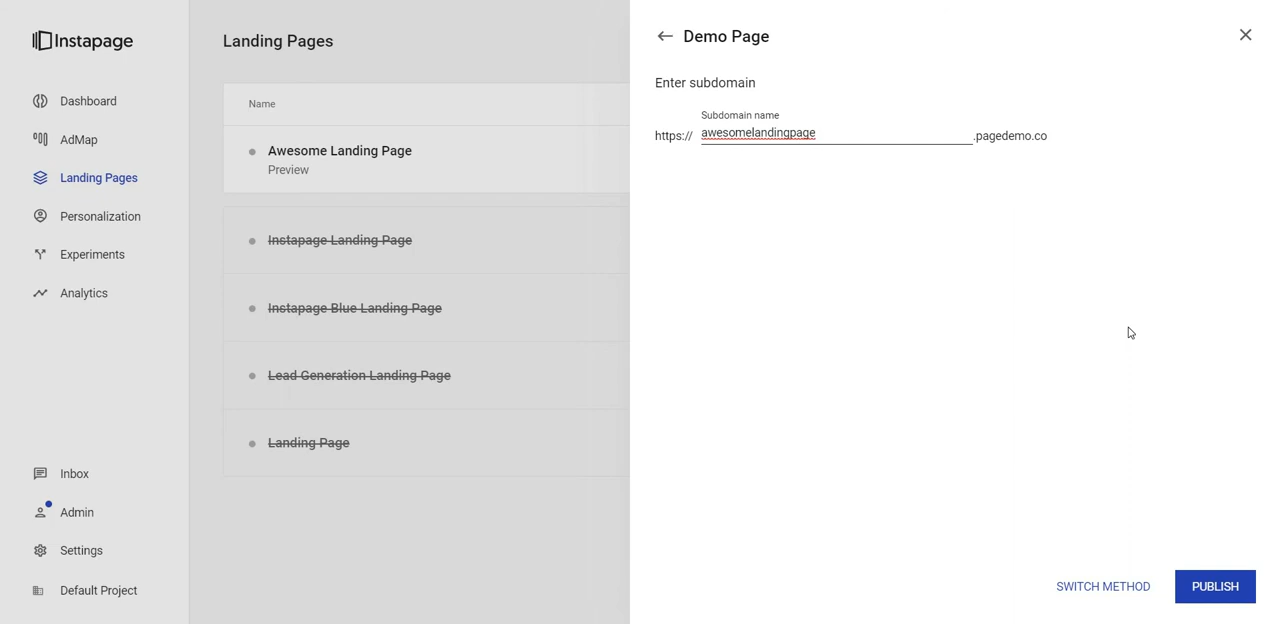 Instapage
Dashboard
AdMap
Landing Pages
Personalization
Experiments
Analytics
Inbox
Admin
Settings
Default Project
Landing Pages
Name
Awesome Landing Page
Preview
Instapage Landing Page
Instapage Blue Landing Page
Lead Generation Landing Page
Landing Page
Demo Page
Enter subdomain
Subdomain name
https:// awesomelandingpage .pagedemo.co
SWITCH METHOD
PUBLISH